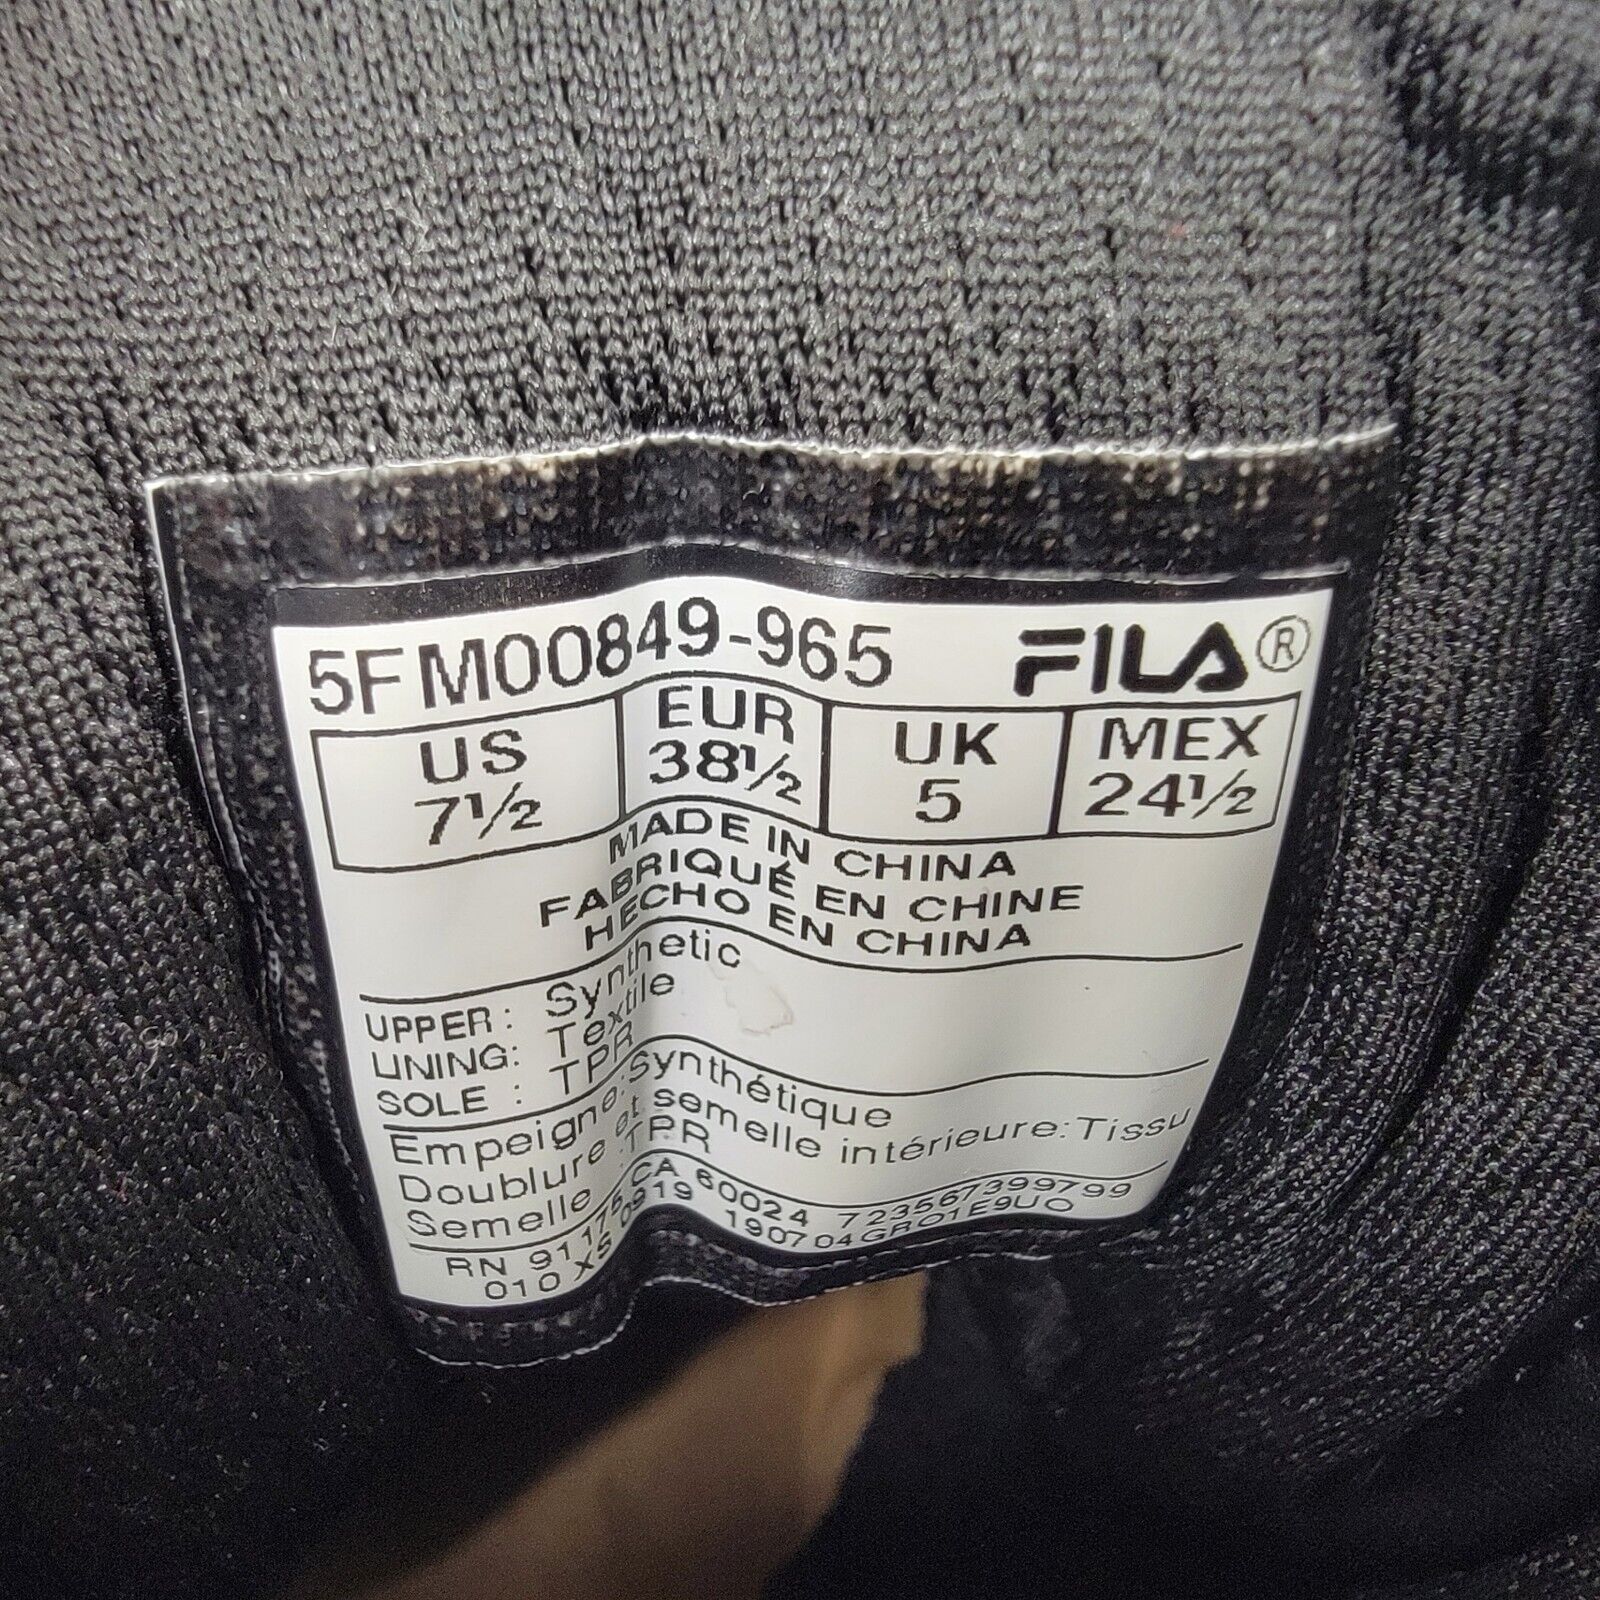 5FM00849-965 FILA®
US EUR UK MEX
7½ 38½ 5 24½
MADE IN CHINA
FABRIQUÉ EN CHINE
HECHO EN CHINA
UPPER: Synthetic
LINING: Textile
SOLE : TPR
Empeigne:Synthétique
Doublure et semelle intérieure:Tissu
Semelle :TPR
RN 91175 CA 60024 723567399799
010 XS 0919 190704GRO1E9UO